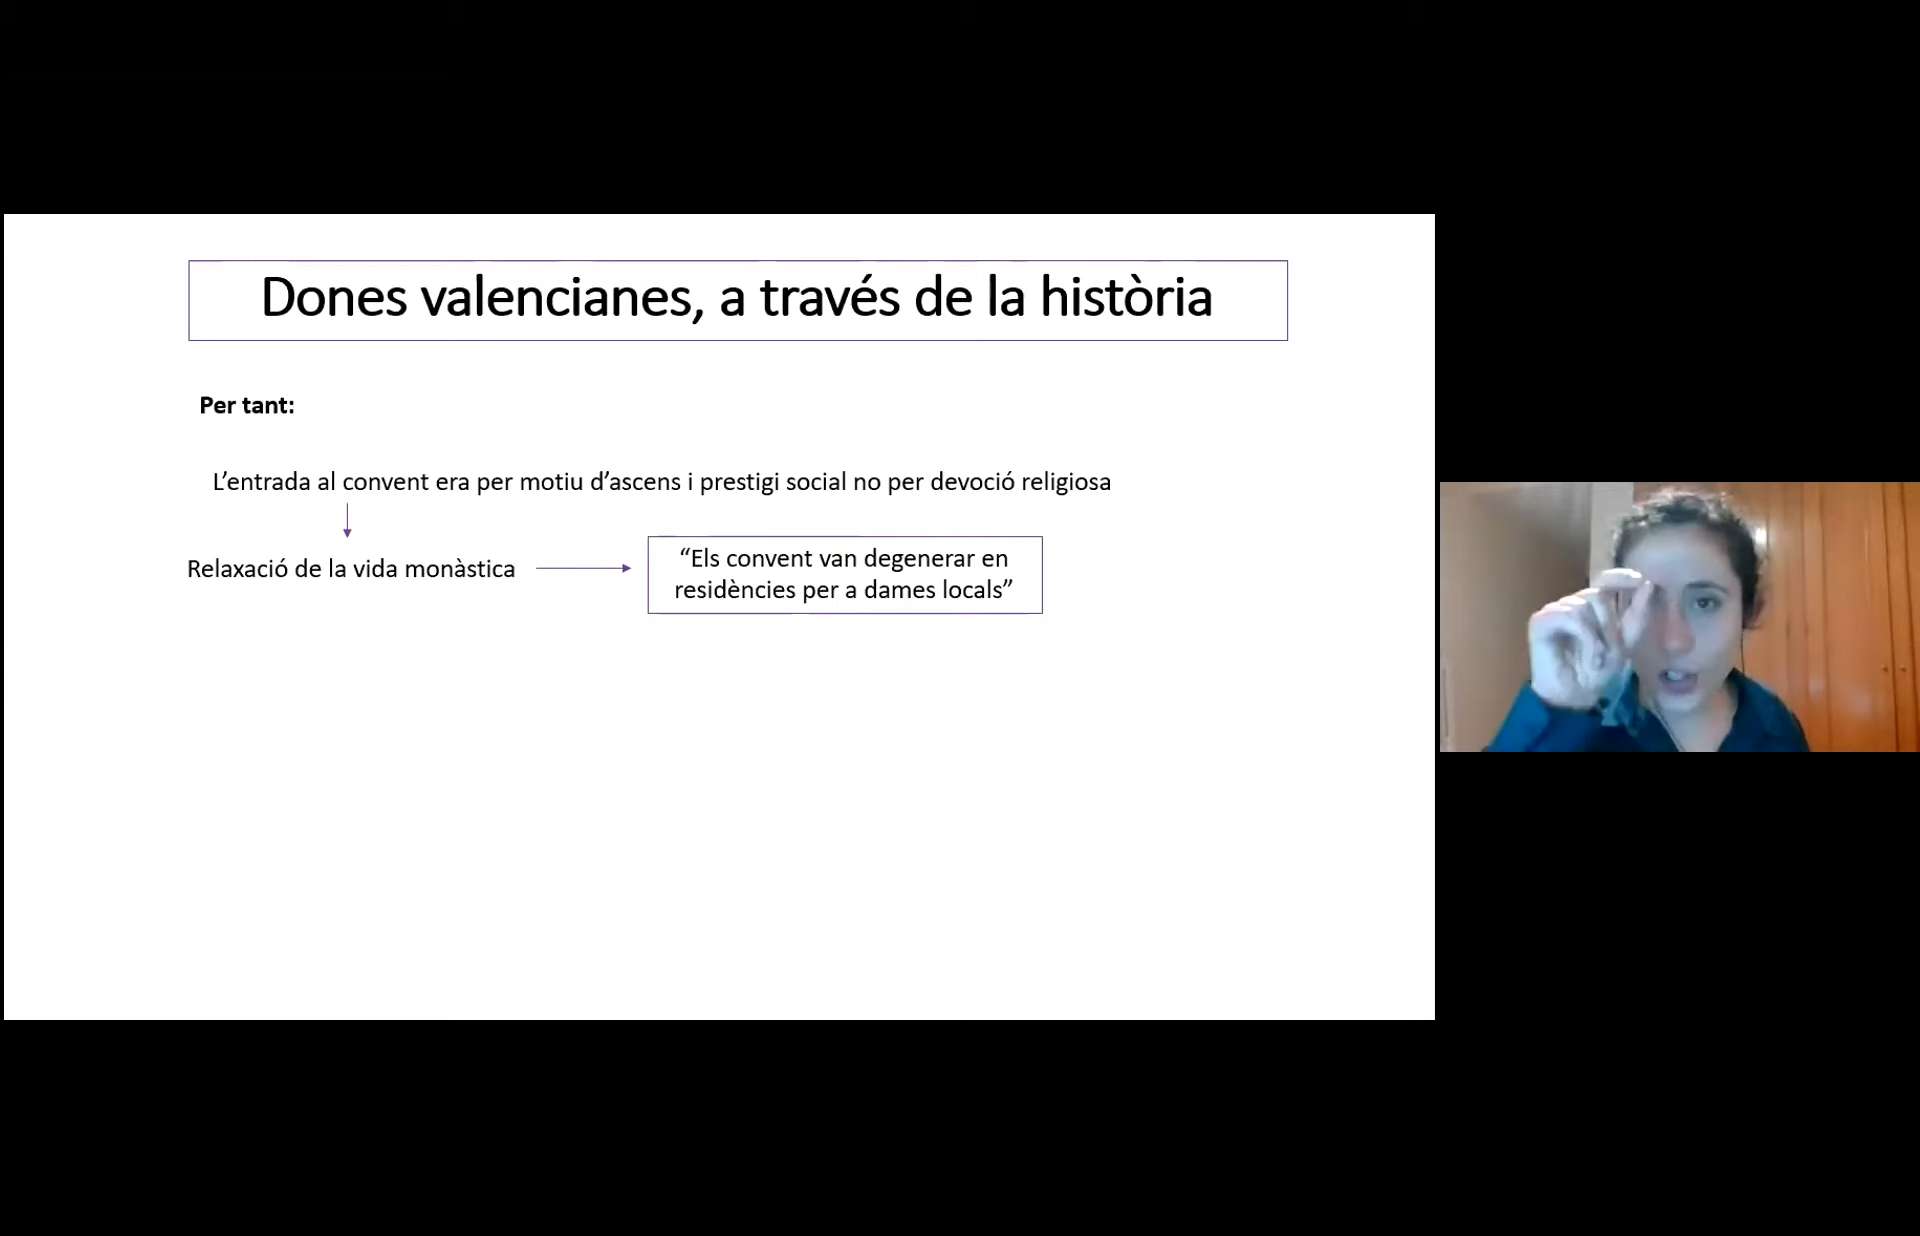 Dones valencianes, a través de la història
Per tant:
L’entrada al convent era per motiu d’ascens i prestigi social no per devoció religiosa
Relaxació de la vida monàstica
“Els convent van degenerar en
residències per a dames locals”